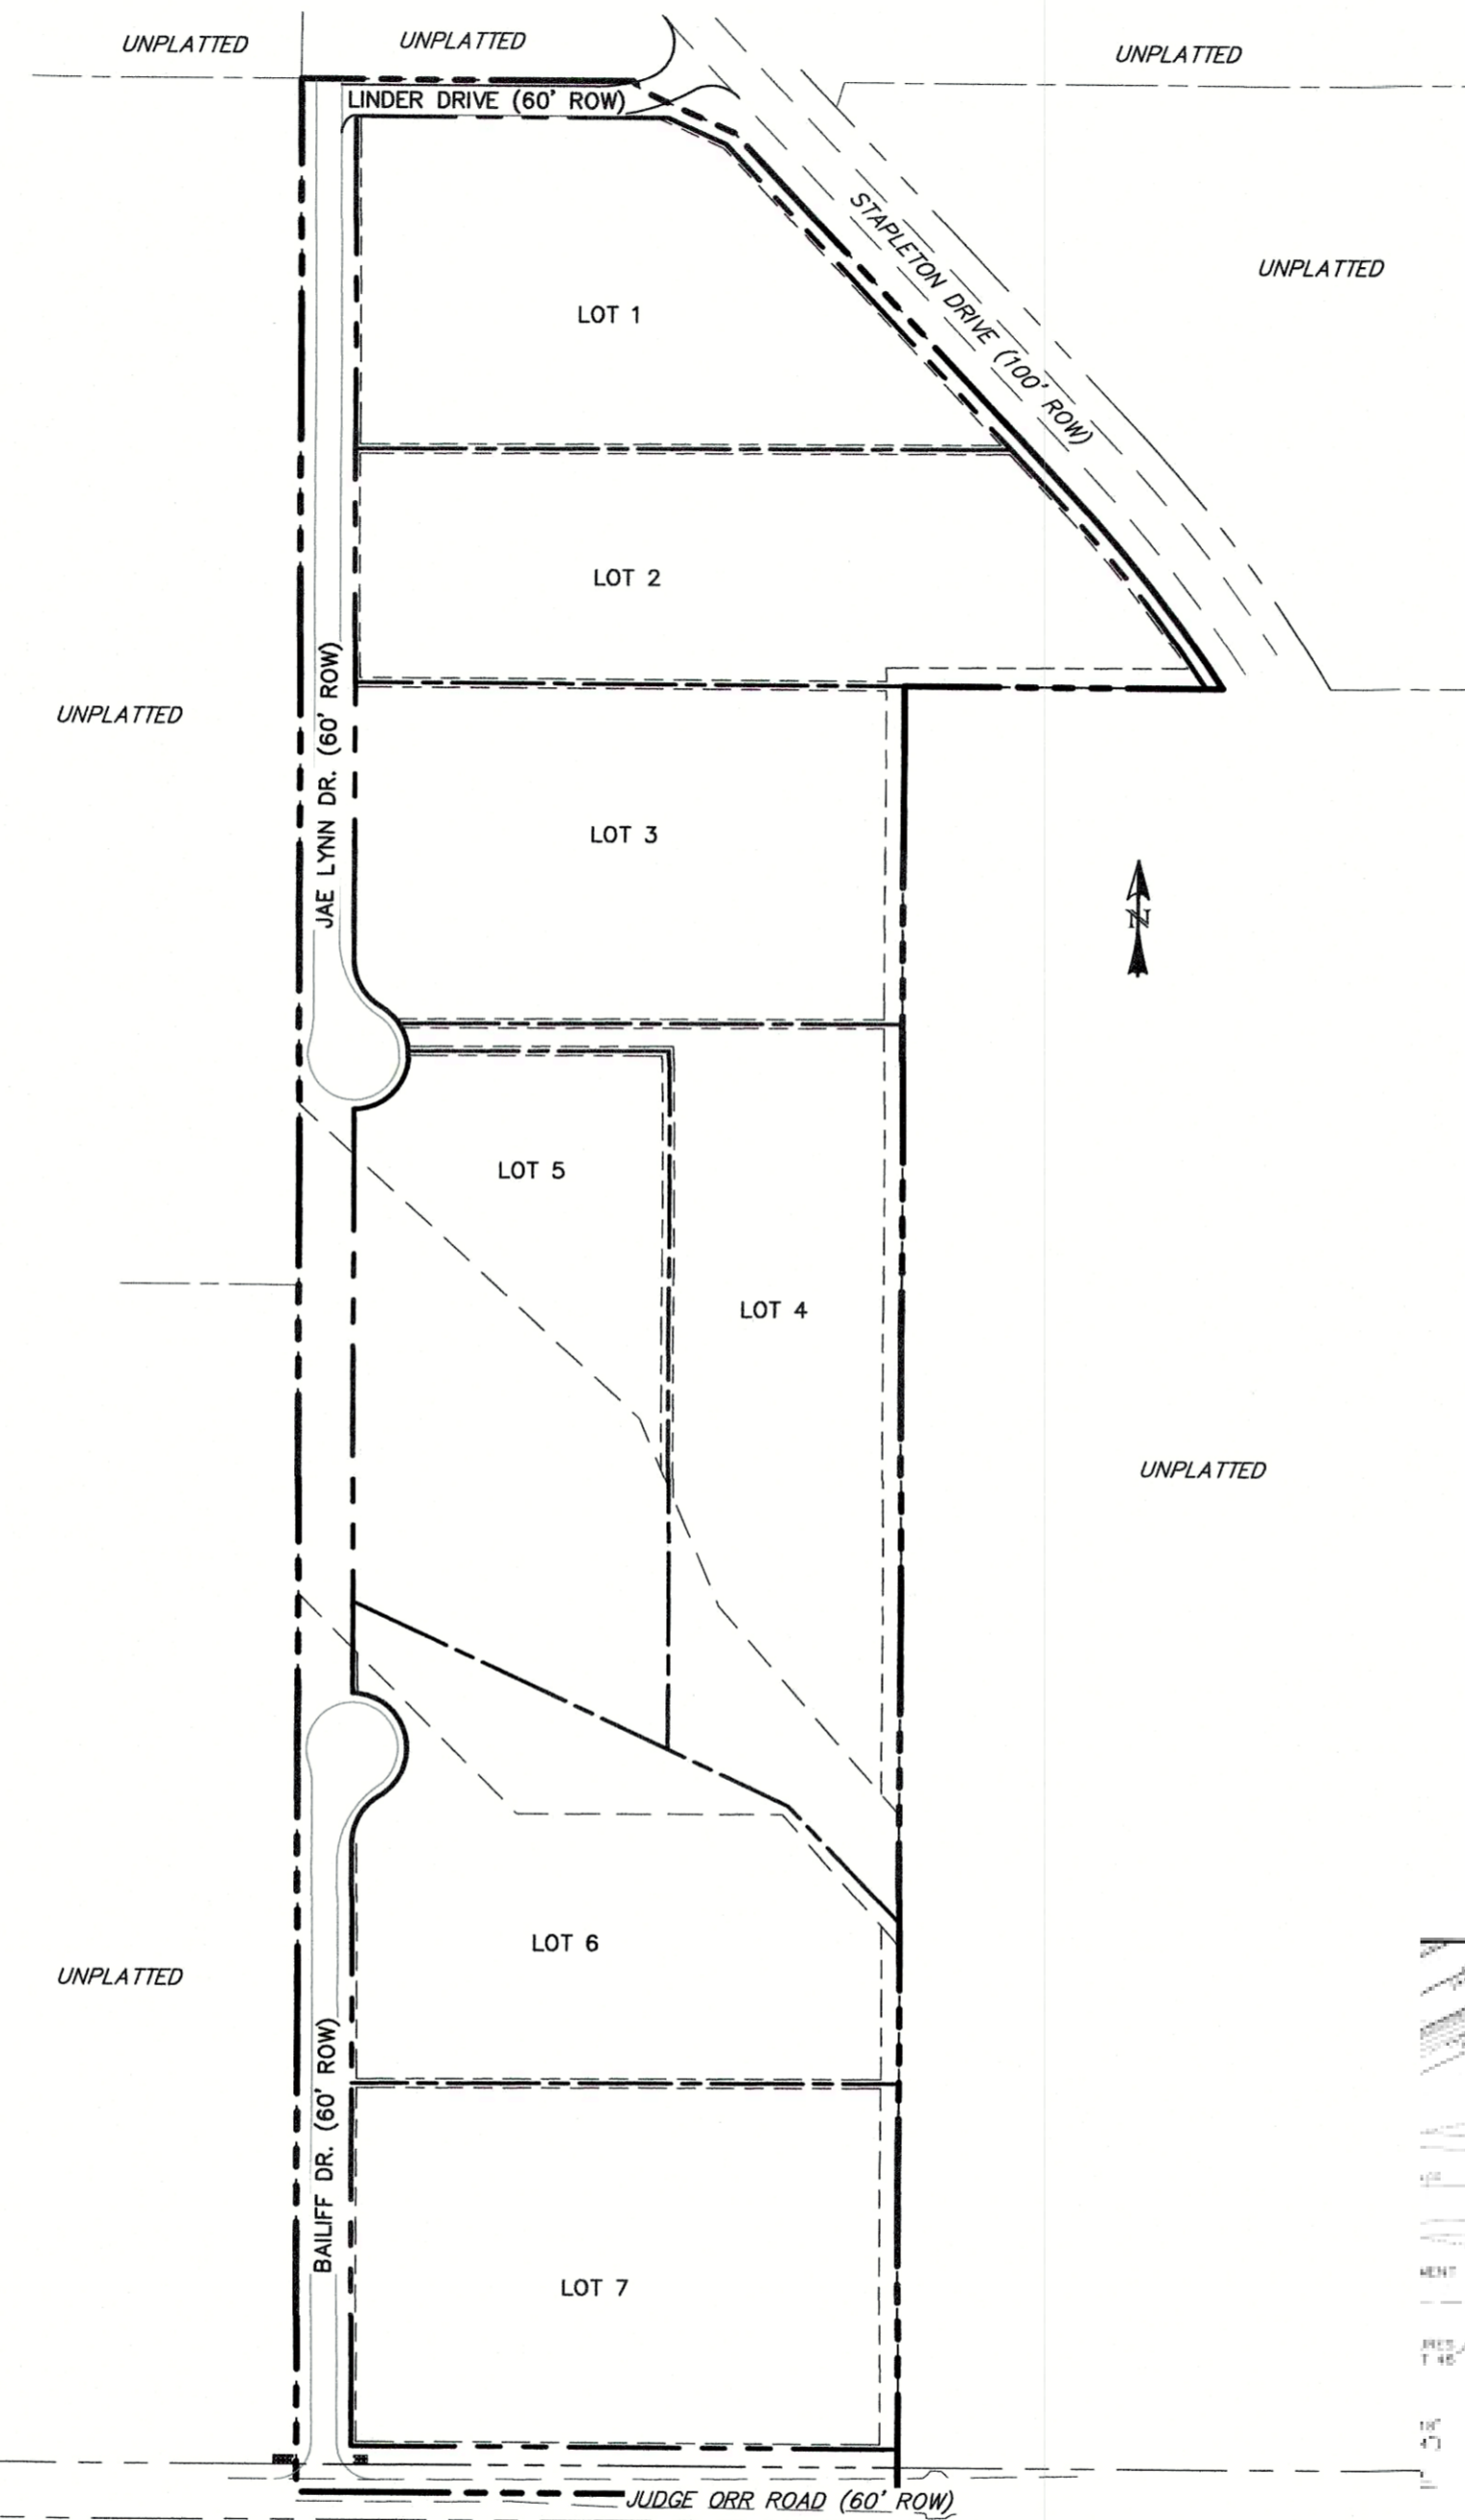 UNPLATTED
UNPLATTED
UNPLATTED
LINDER DRIVE (60' ROW)
STAPLETON DRIVE (100' ROW)
UNPLATTED
LOT 1
LOT 2
JAE LYNN DR. (60' ROW)
UNPLATTED
LOT 3
N
LOT 5
LOT 4
UNPLATTED
LOT 6
UNPLATTED
BAILIFF DR. (60' ROW)
LOT 7
JUDGE ORR ROAD (60' ROW)